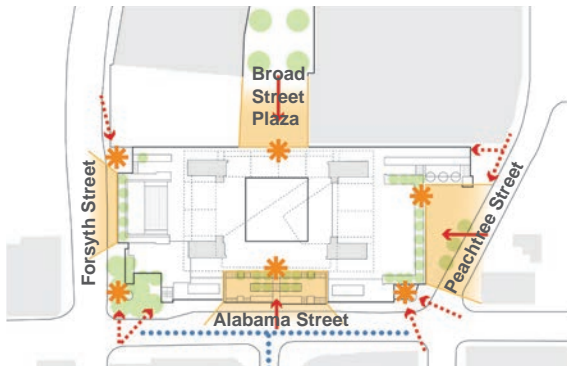 Broad
Street
Plaza
Forsyth Street
Peachtree Street
Alabama Street